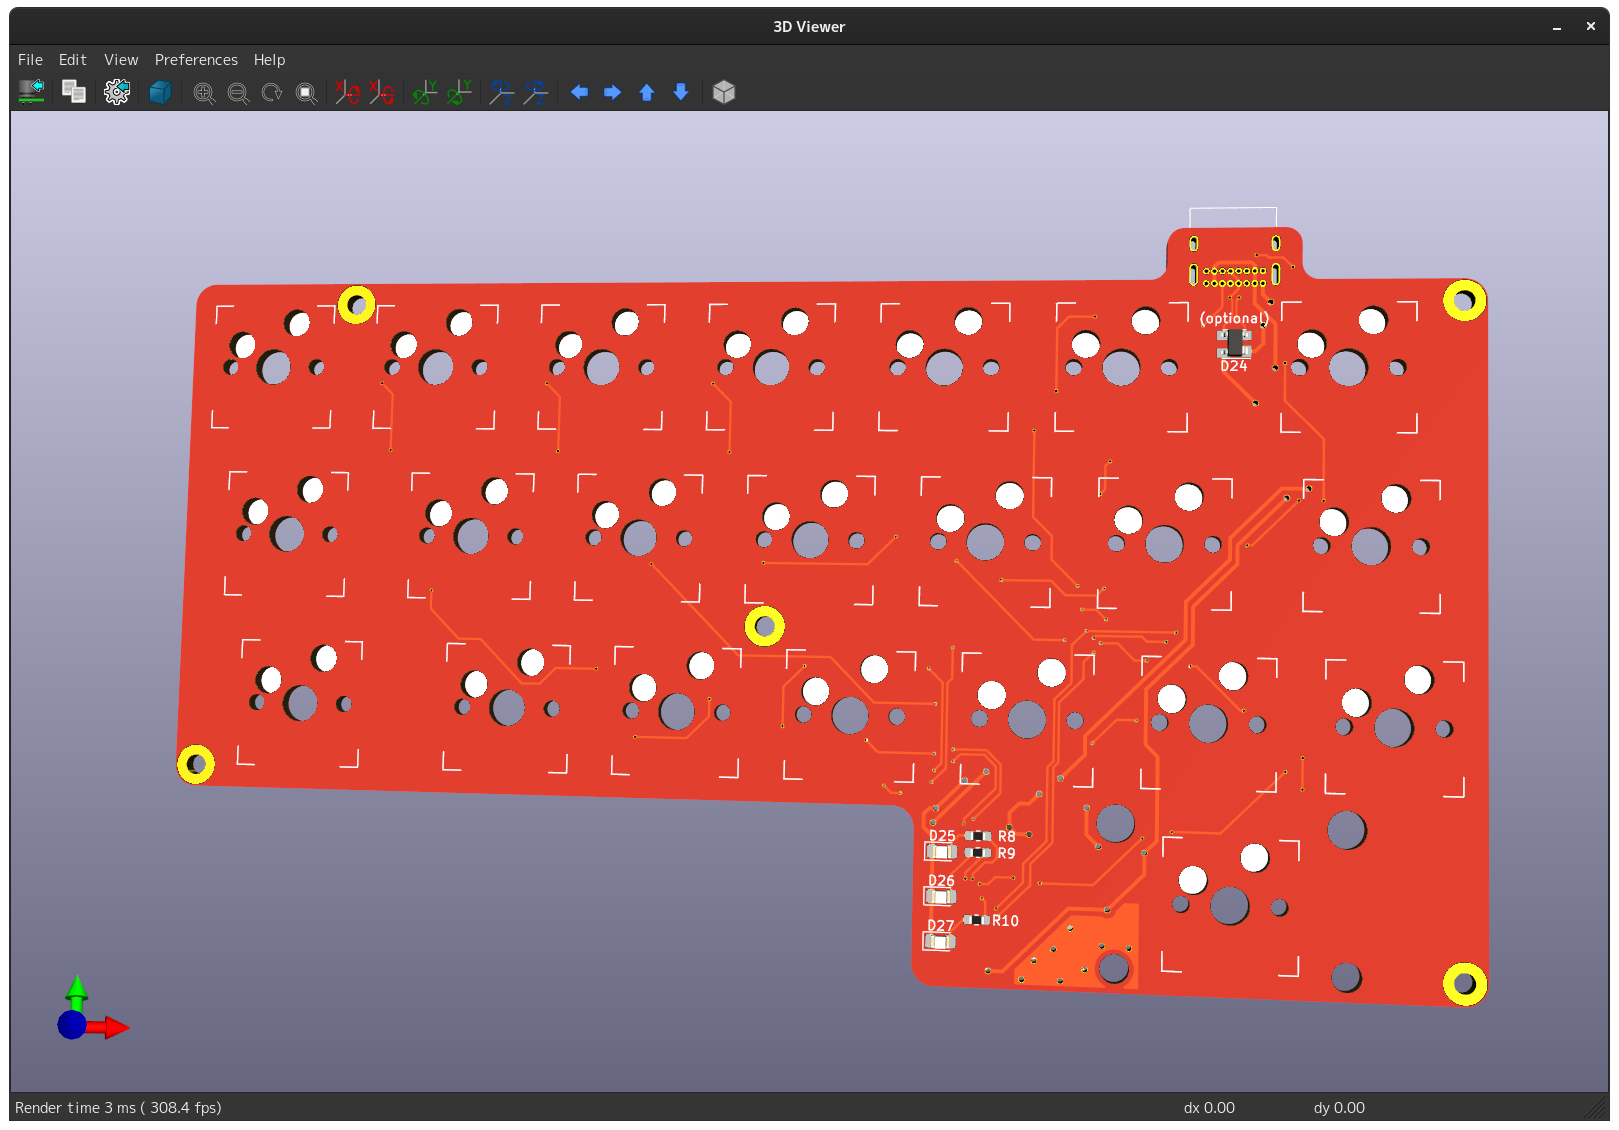 3D Viewer
File Edit View Preferences Help
(optional)
D24
D25
R8
R9
D26
D27
R10
Render time 3 ms ( 308.4 fps)
dx 0.00
dy 0.00